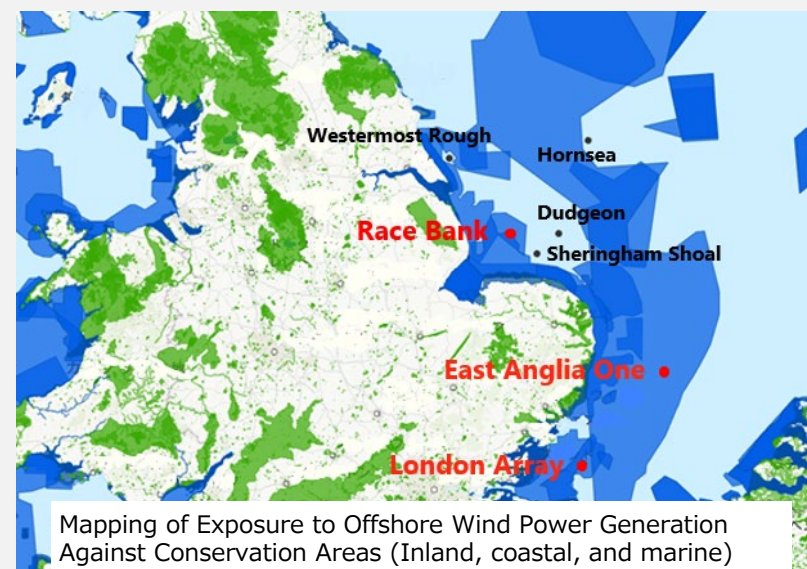 Westermost Rough
Hornsea
Dudgeon
Race Bank
Sheringham Shoal
East Anglia One
London Array
Mapping of Exposure to Offshore Wind Power Generation
Against Conservation Areas (Inland, coastal, and marine)